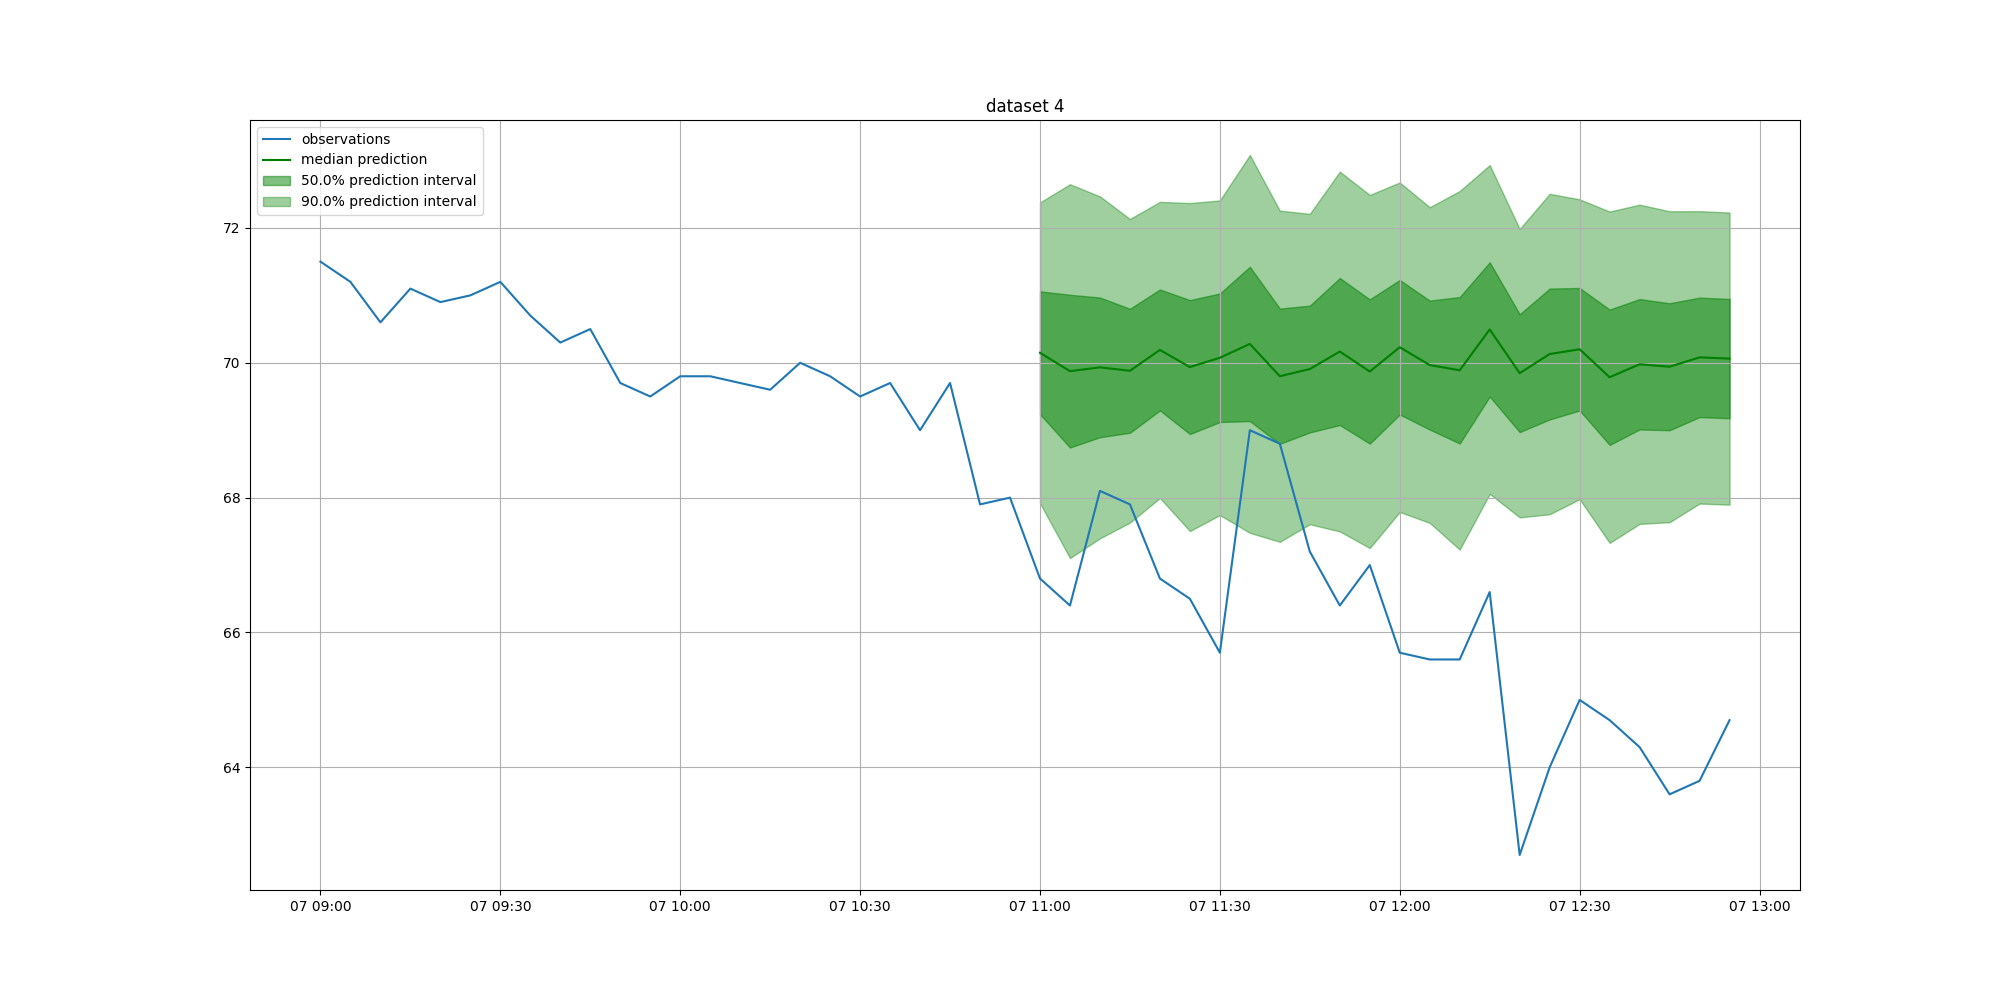 dataset 4
observations
median prediction
50.0% prediction interval
90.0% prediction interval
72
70
68
66
64
07 09:00 07 09:30 07 10:00 07 10:30 07 11:00 07 11:30 07 12:00 07 12:30 07 13:00